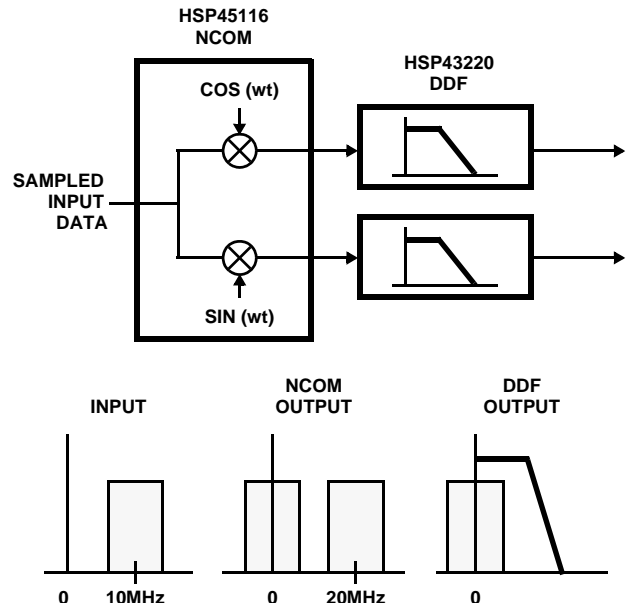 HSP45116
NCOM
HSP43220
DDF
COS (wt)
SAMPLED
INPUT
DATA
SIN (wt)
INPUT
NCOM
OUTPUT
DDF
OUTPUT
0 10MHz
0 20MHz
0